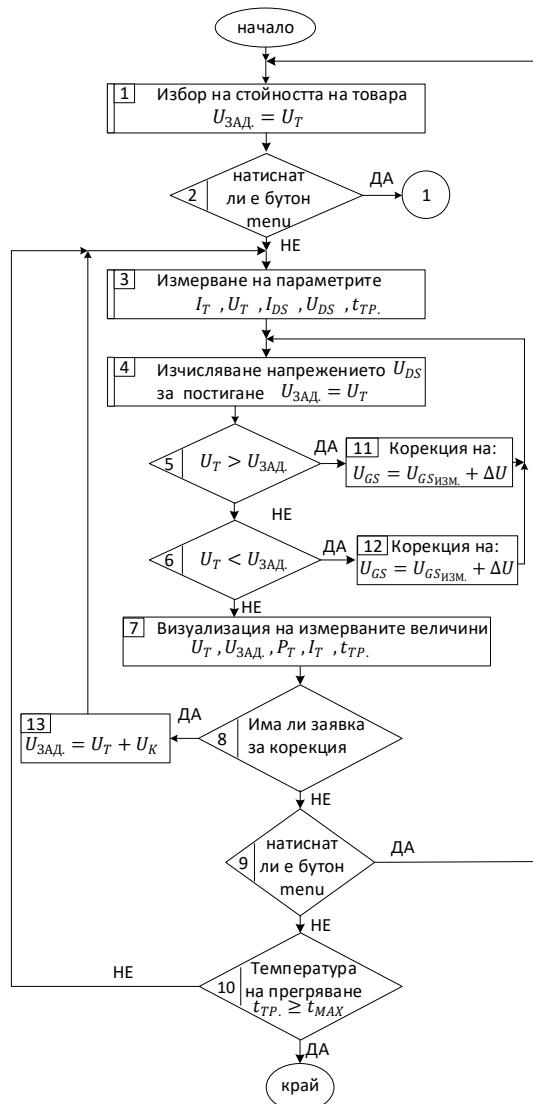 начало
1
Избор на стойността на товара
U_ЗАД. = U_T
2
натиснат
ли е бутон
menu
ДА
1
НЕ
3
Измерване на параметрите
I_T , U_T , I_DS , U_DS , t_TP.
4
Изчисляване напрежението U_DS
за постигане U_ЗАД. = U_T
5
U_T > U_ЗАД.
ДА
11
Корекция на:
U_GS = U_GS_ИЗМ. + ΔU
НЕ
6
U_T < U_ЗАД.
ДА
12
Корекция на:
U_GS = U_GS_ИЗМ. + ΔU
НЕ
7
Визуализация на измерваните величини
U_T , U_ЗАД. , P_T , I_T , t_TP.
8
Има ли заявка
за корекция
ДА
13
U_ЗАД. = U_T + U_K
НЕ
9
натиснат
ли е бутон
menu
ДА
НЕ
10
Температура
на прегряване
t_TP. ≥ t_MAX
НЕ
ДА
край